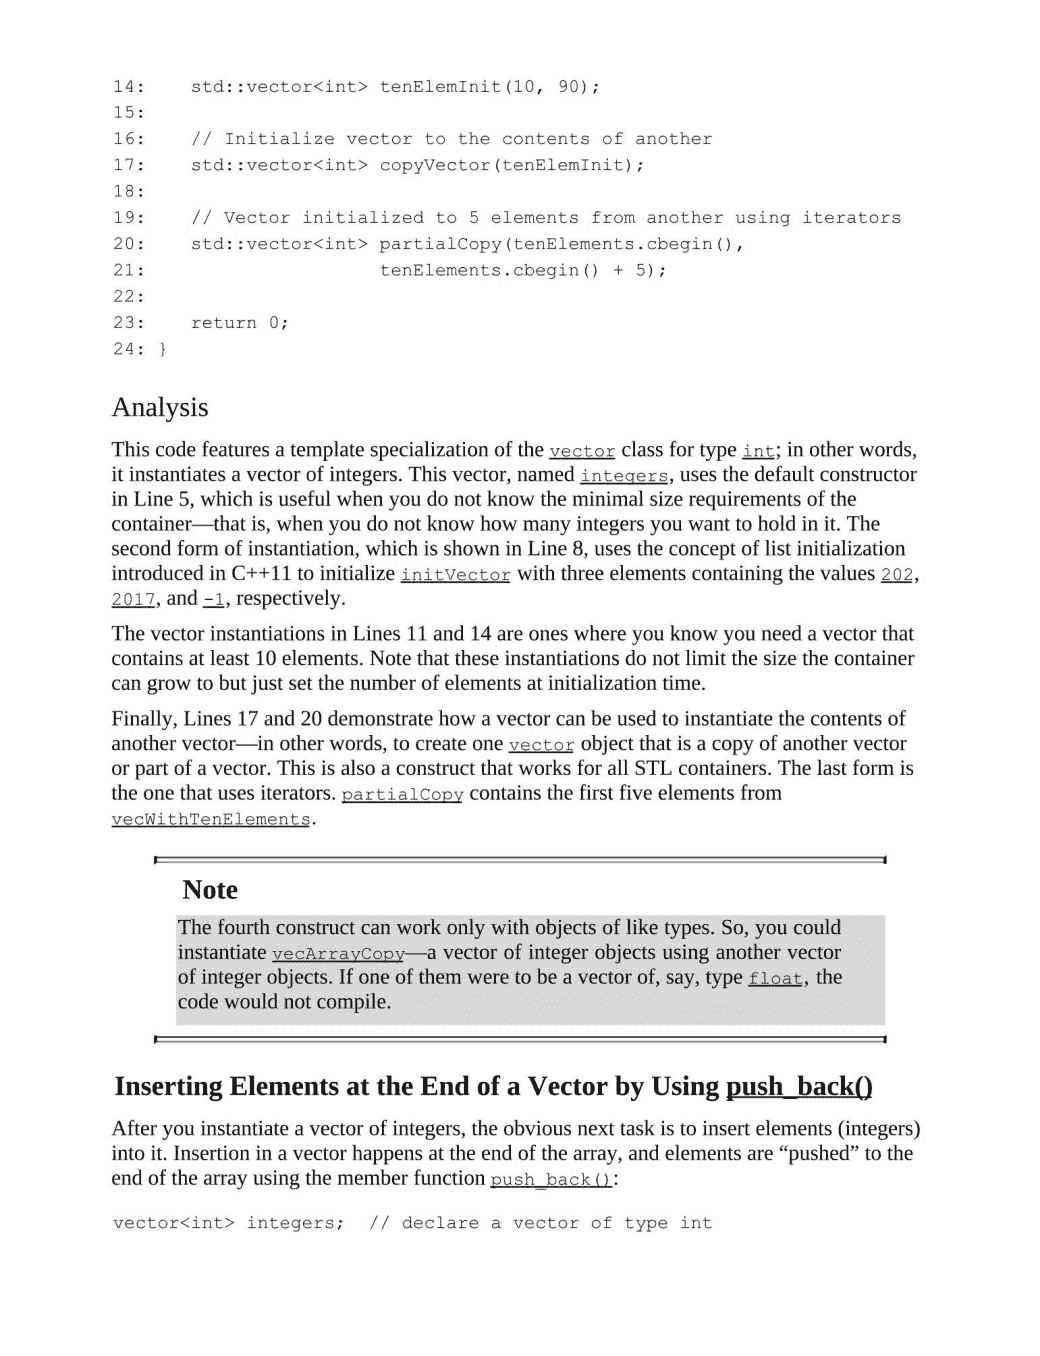 14:    std::vector<int> tenElemInit(10, 90);
15:
16:    // Initialize vector to the contents of another
17:    std::vector<int> copyVector(tenElemInit);
18:
19:    // Vector initialized to 5 elements from another using iterators
20:    std::vector<int> partialCopy(tenElements.cbegin(),
21:                     tenElements.cbegin() + 5);
22:
23:    return 0;
24: }
Analysis
This code features a template specialization of the vector class for type int; in other words,
it instantiates a vector of integers. This vector, named integers, uses the default constructor
in Line 5, which is useful when you do not know the minimal size requirements of the
container—that is, when you do not know how many integers you want to hold in it. The
second form of instantiation, which is shown in Line 8, uses the concept of list initialization
introduced in C++11 to initialize initVector with three elements containing the values 202,
2017, and -1, respectively.
The vector instantiations in Lines 11 and 14 are ones where you know you need a vector that
contains at least 10 elements. Note that these instantiations do not limit the size the container
can grow to but just set the number of elements at initialization time.
Finally, Lines 17 and 20 demonstrate how a vector can be used to instantiate the contents of
another vector—in other words, to create one vector object that is a copy of another vector
or part of a vector. This is also a construct that works for all STL containers. The last form is
the one that uses iterators. partialCopy contains the first five elements from
vecWithTenElements.
Note
The fourth construct can work only with objects of like types. So, you could
instantiate vecArrayCopy—a vector of integer objects using another vector
of integer objects. If one of them were to be a vector of, say, type float, the
code would not compile.
Inserting Elements at the End of a Vector by Using push_back()
After you instantiate a vector of integers, the obvious next task is to insert elements (integers)
into it. Insertion in a vector happens at the end of the array, and elements are “pushed” to the
end of the array using the member function push_back():
vector<int> integers;  // declare a vector of type int